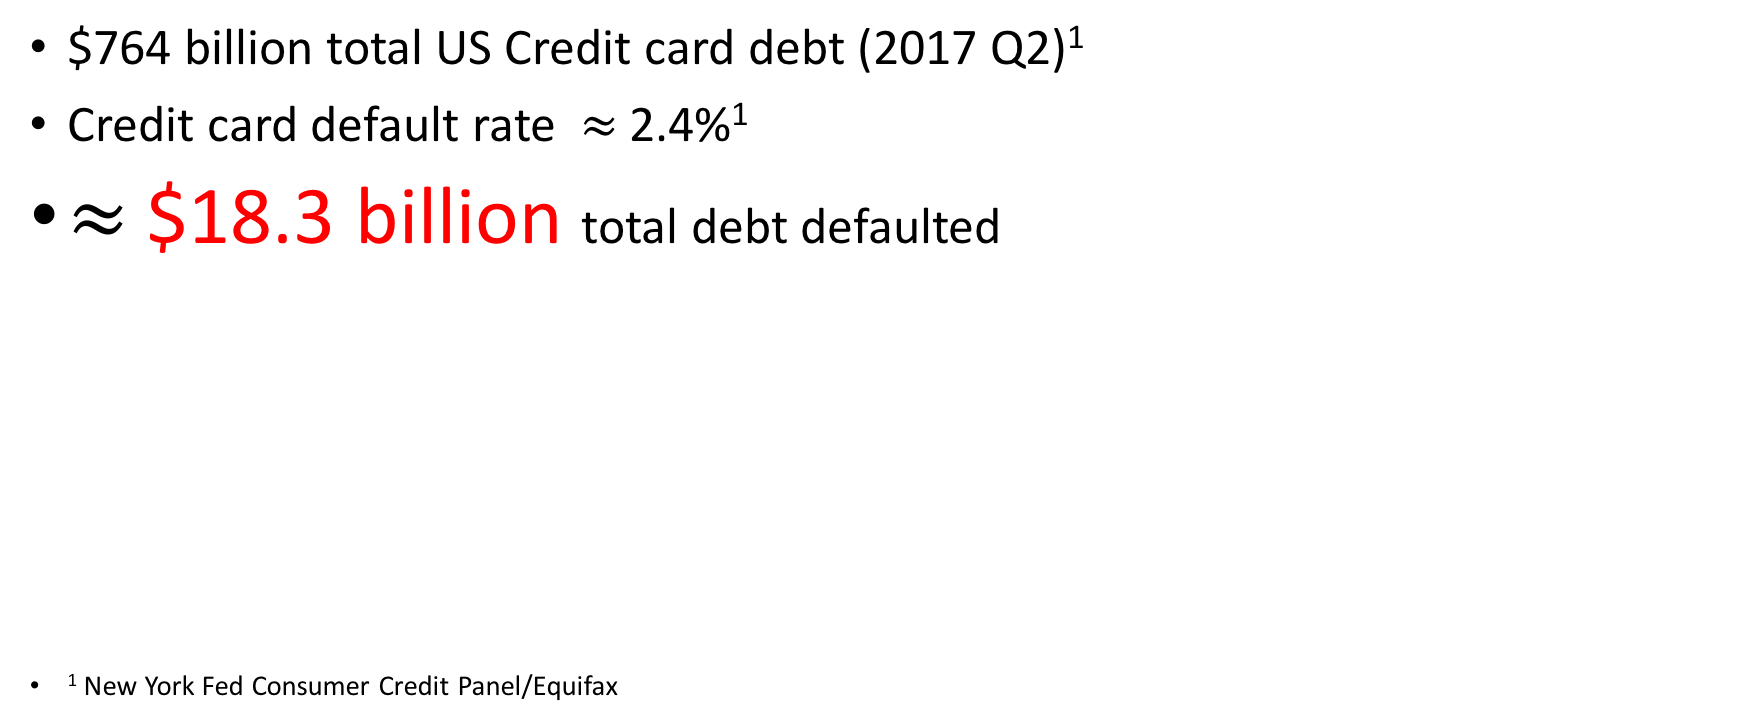 • $764 billion total US Credit card debt (2017 Q2)¹
• Credit card default rate ≈ 2.4%¹
• ≈ $18.3 billion total debt defaulted
• ¹ New York Fed Consumer Credit Panel/Equifax